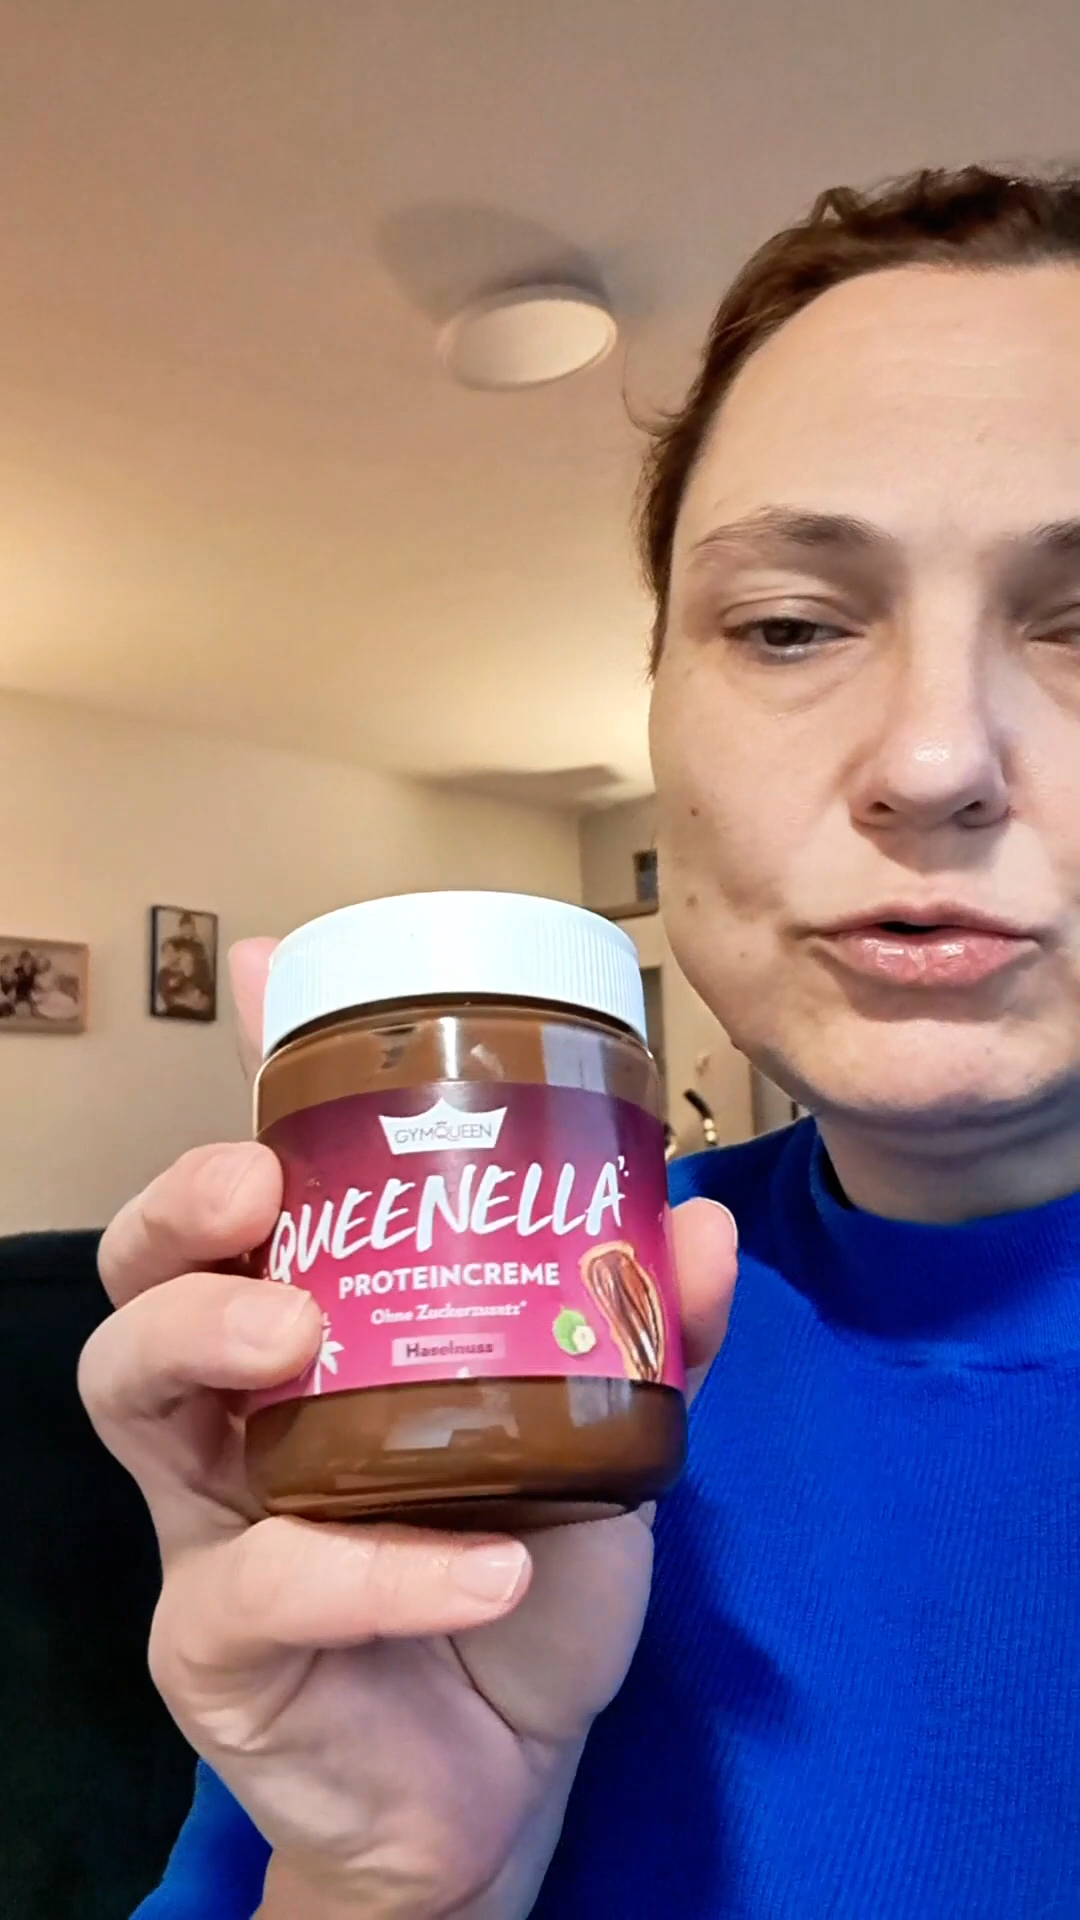 GYMQUEEN
QUEENELLA
PROTEINCREME
Ohne Zuckerzusatz*
Haselnuss